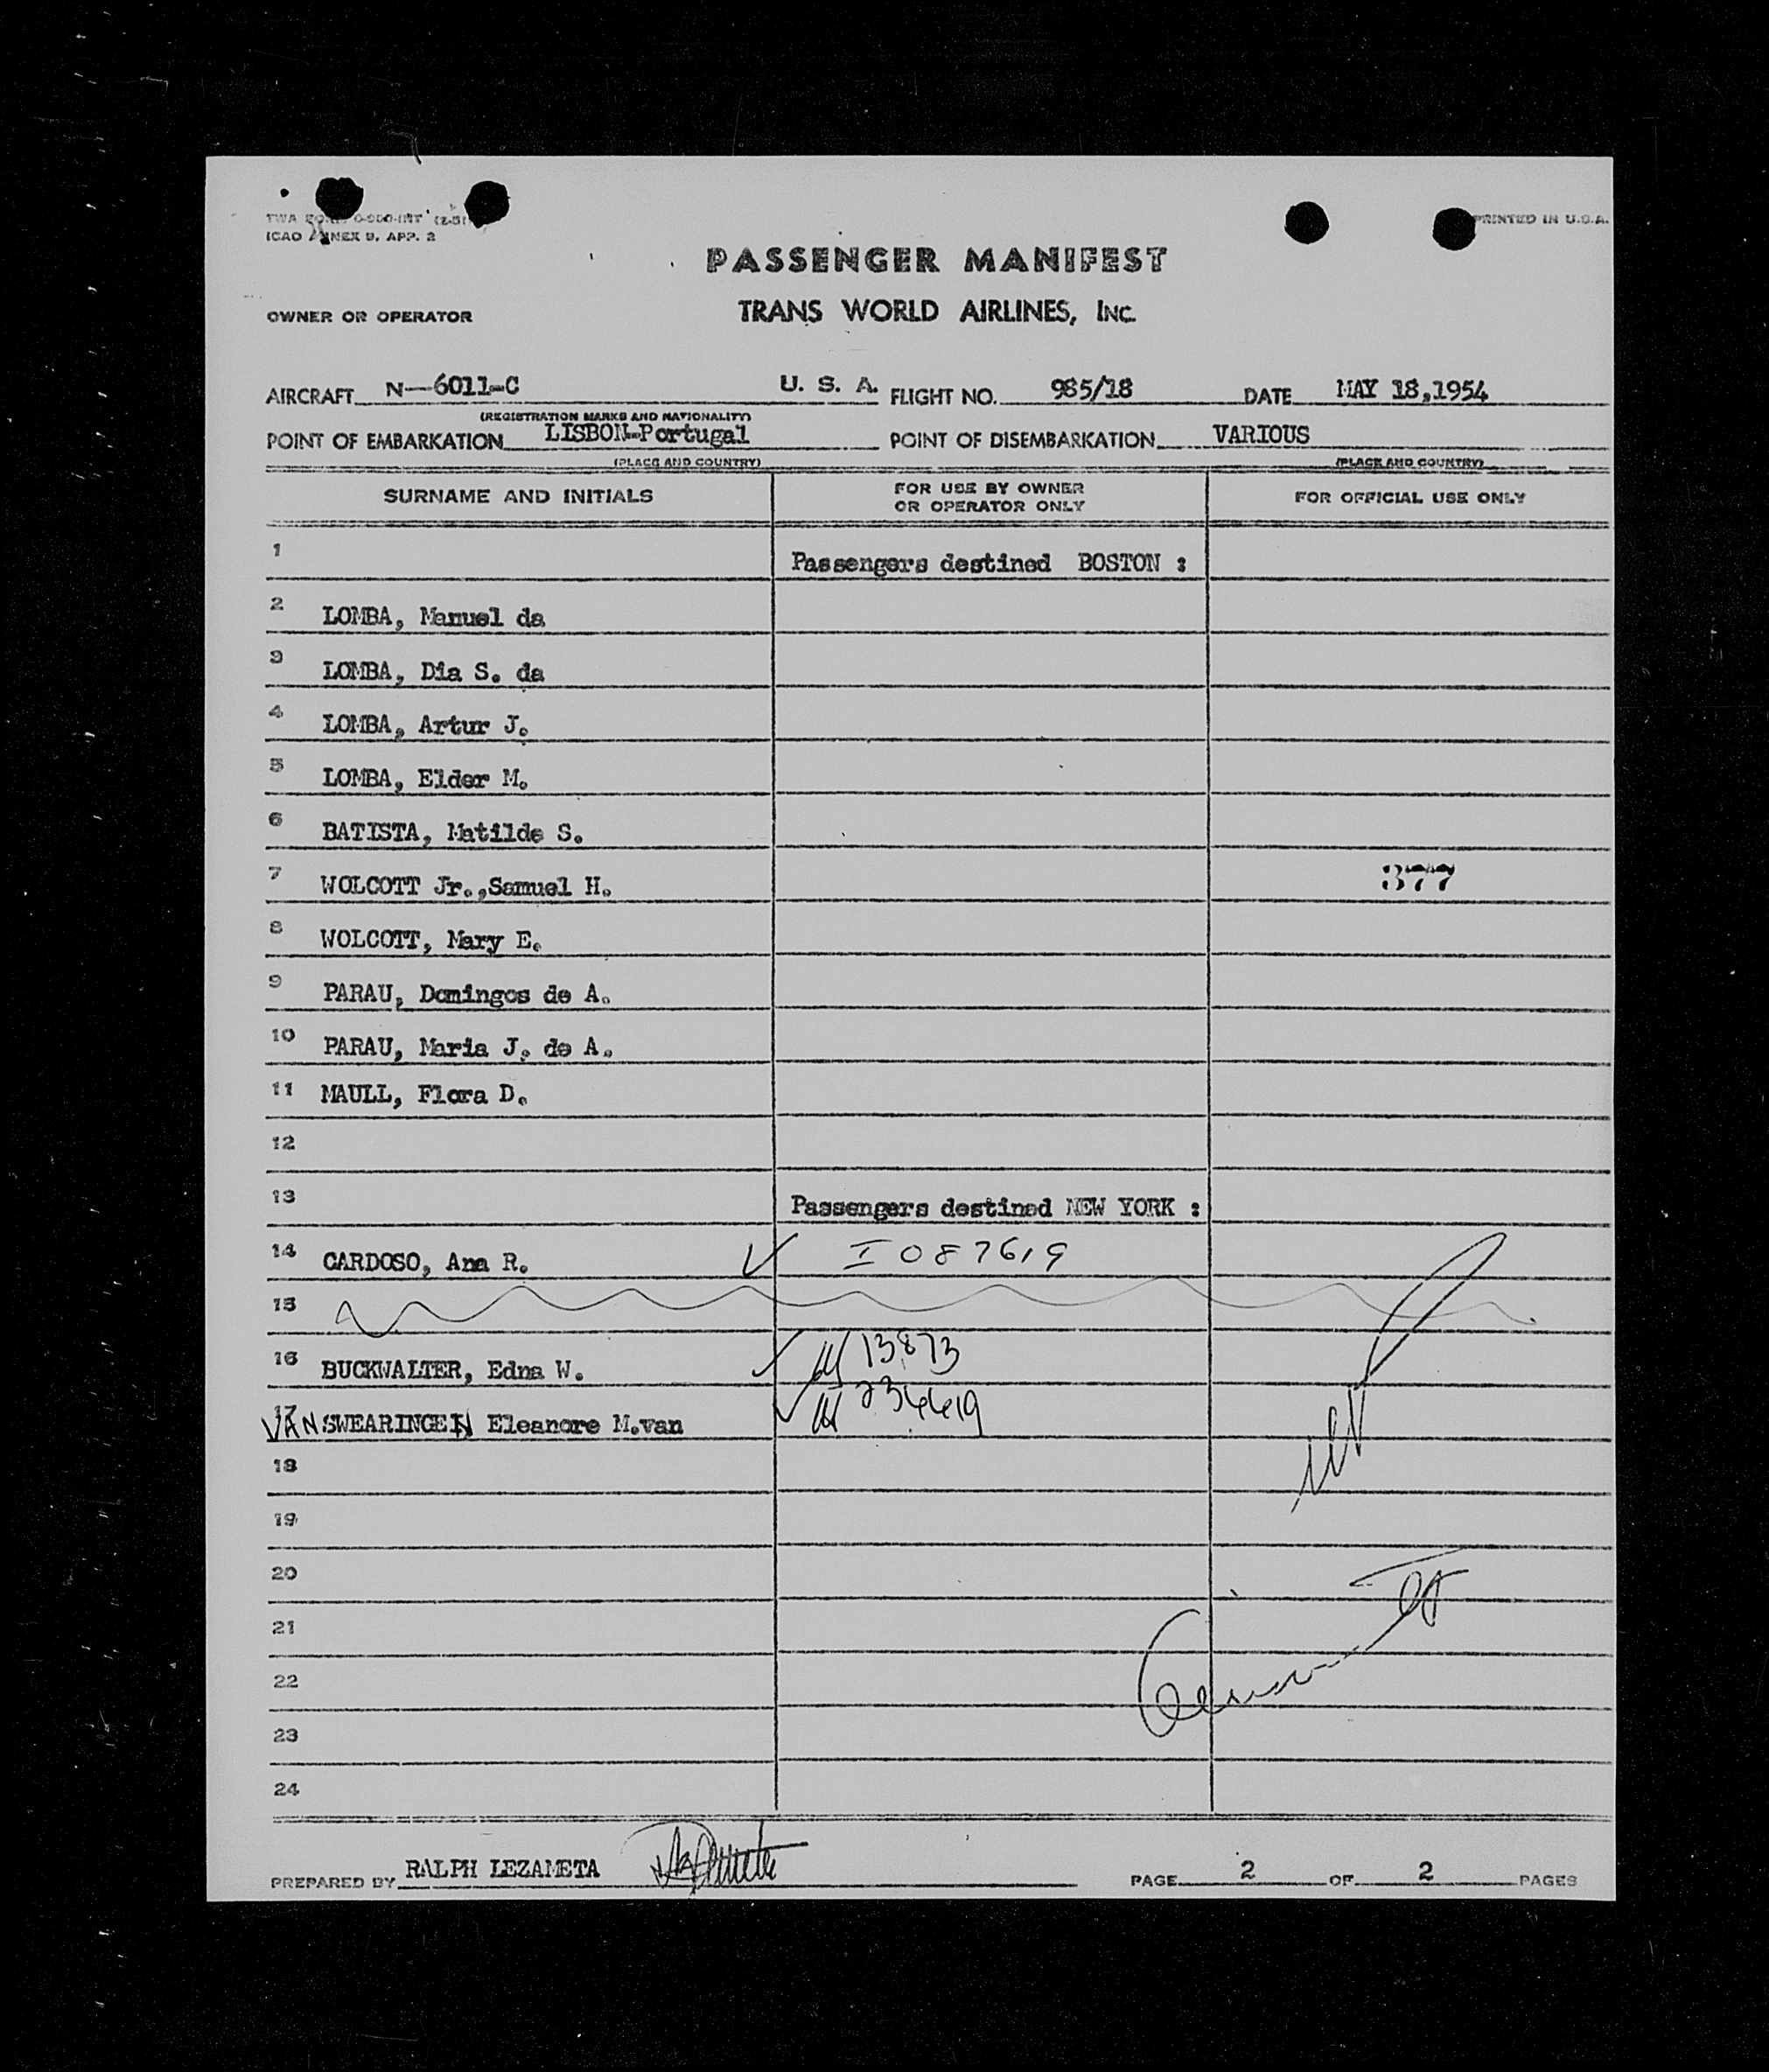 ICAO ANNEX 9, APP. 2
PRINTED IN U.S.A.
PASSENGER MANIFEST
OWNER OR OPERATOR TRANS WORLD AIRLINES, INC.
AIRCRAFT N—6011-C U. S. A. FLIGHT NO. 985/18 DATE MAY 18,1954
(REGISTRATION MARKS AND NATIONALITY)
POINT OF EMBARKATION LISBON-Portugal POINT OF DISEMBARKATION VARIOUS
(PLACE AND COUNTRY) (PLACE AND COUNTRY)
SURNAME AND INITIALS FOR USE BY OWNER OR OPERATOR ONLY FOR OFFICIAL USE ONLY
1 Passengers destined BOSTON :
2 LOMBA, Manuel da
3 LOMBA, Dia S. da
4 LOMBA, Artur J.
5 LOMBA, Elder M.
6 BATISTA, Matilde S.
7 WOLCOTT Jr.,Samuel H. 377
8 WOLCOTT, Mary E.
9 PARAU, Domingos de A.
10 PARAU, Maria J. de A.
11 MAULL, Flora D.
12
13 Passengers destined NEW YORK :
14 CARDOSO, Ana R. I 087619
15
16 BUCKWALTER, Edna W. 13873
17 VAN SWEARINGEN Eleanore M.van
18
19
20
21
22
23
24
PREPARED BY RALPH LEZAMETA PAGE 2 OF 2 PAGES